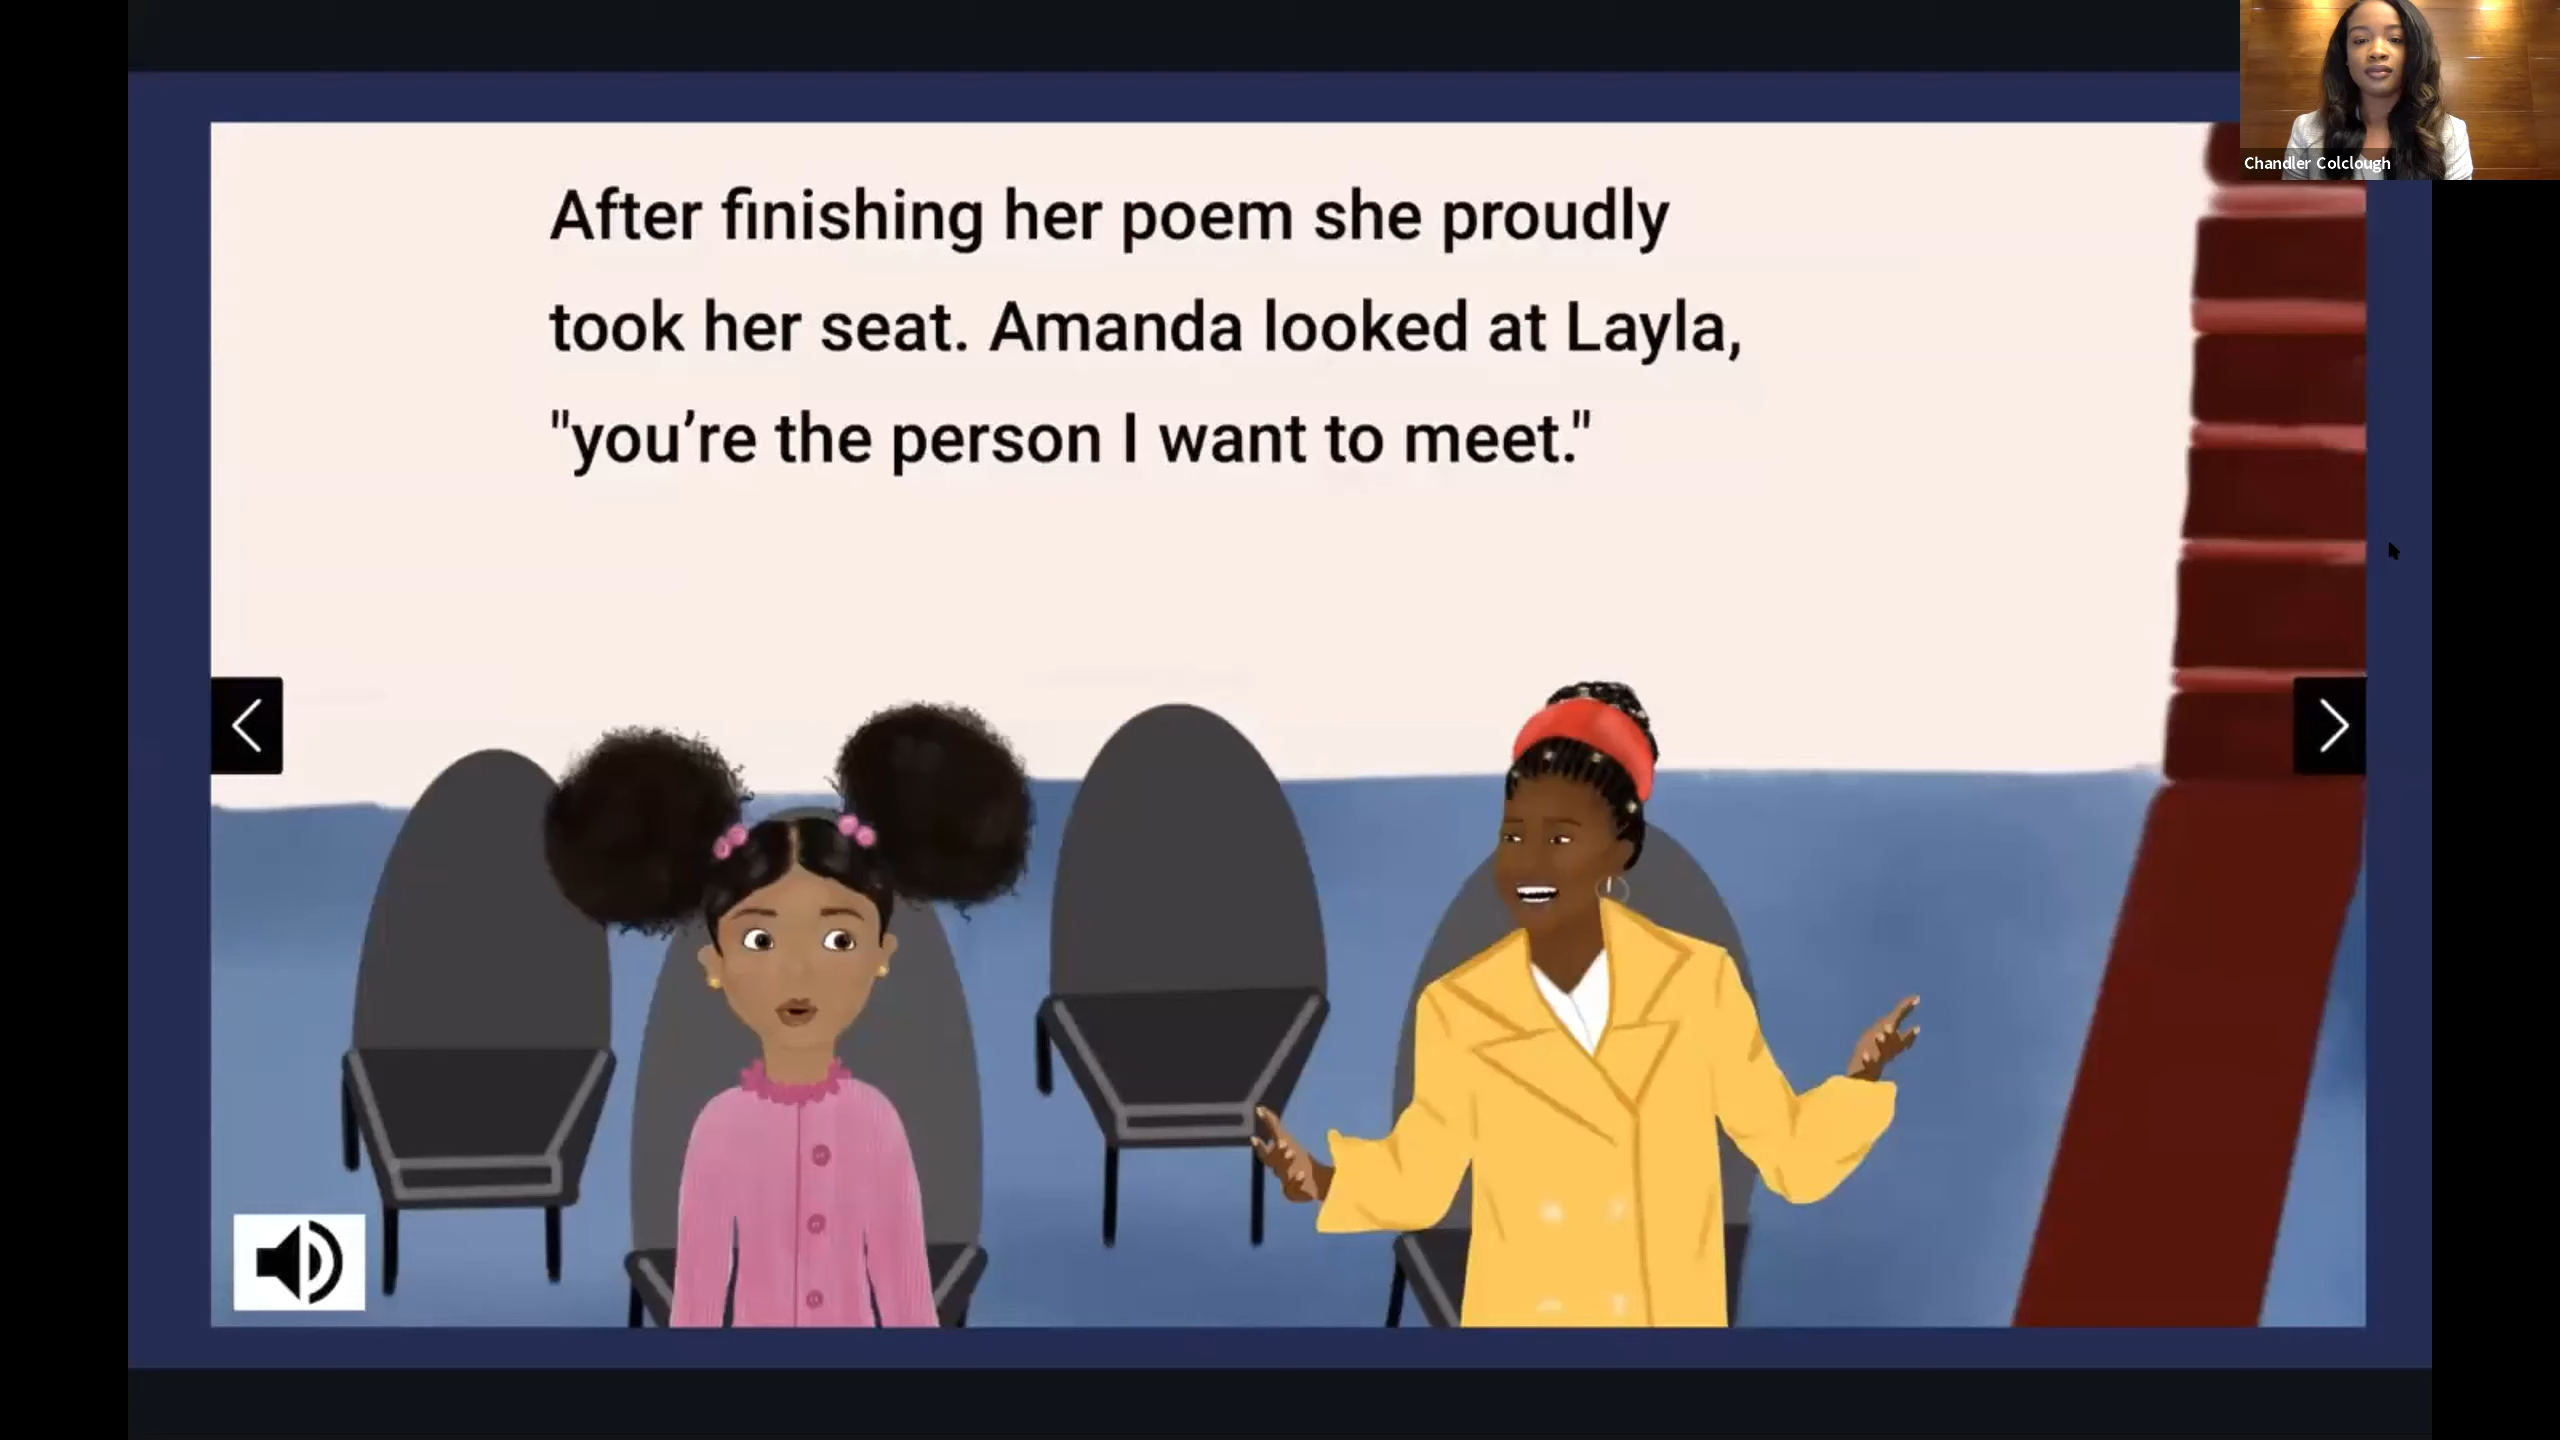 Chandler Colclough
After finishing her poem she proudly
took her seat. Amanda looked at Layla,
"you’re the person I want to meet."